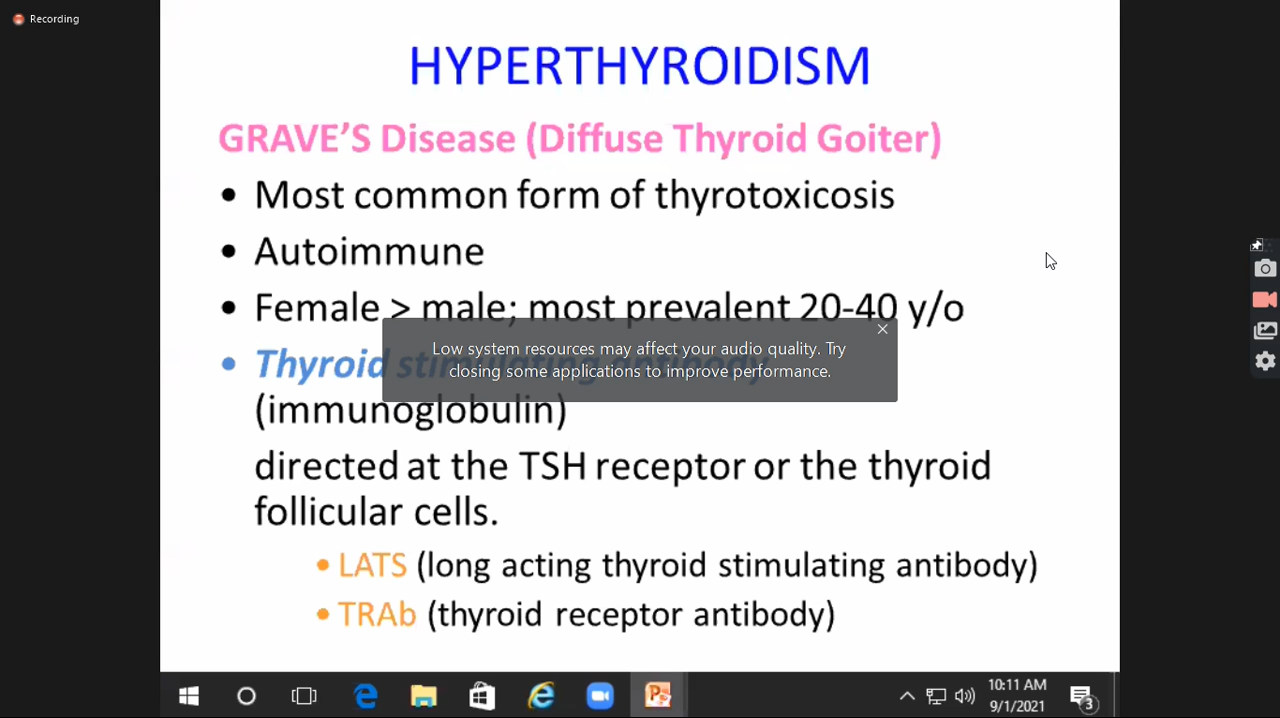 Recording
HYPERTHYROIDISM
GRAVE'S Disease (Diffuse Thyroid Goiter)
• Most common form of thyrotoxicosis
• Autoimmune
• Female > male; most prevalent 20-40 y/o
• Thyroid stimulating antibody
(immunoglobulin)
directed at the TSH receptor or the thyroid
follicular cells.
• LATS (long acting thyroid stimulating antibody)
• TRAb (thyroid receptor antibody)
Low system resources may affect your audio quality. Try
closing some applications to improve performance.
10:11 AM
9/1/2021
3